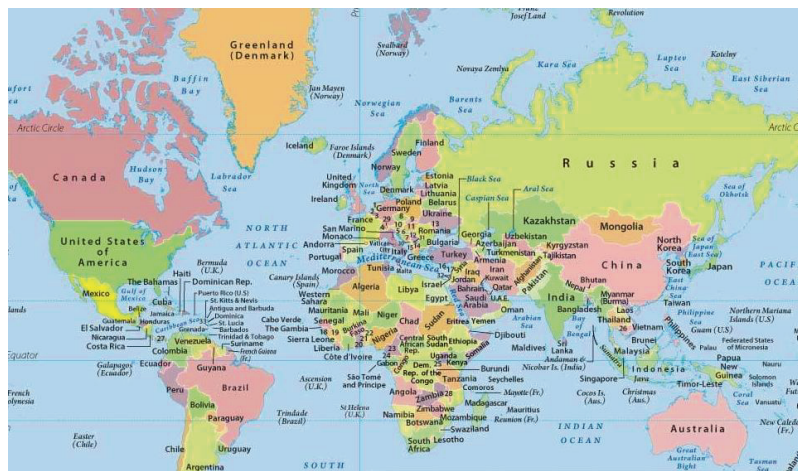 Franz
Josef Land
Revolution
Greenland
(Denmark)
Svalbard
(Norway)
Kara Sea
Laptev
Sea
Kotelny
East Siberian
Sea
Baffin
Bay
Jan Mayen
(Norway)
Novaya Zemlya
Barents
Sea
Norwegian
Sea
Arctic Circle
Arctic C
Iceland
Faroe Islands
(Denmark)
Finland
Sweden
Norway
Russia
Canada
Hudson
Bay
Labrador
Sea
United
Kingdom
North
Sea
Denmark
Estonia
Latvia
Lithuania
Belarus
Black Sea
Caspian Sea
Aral Sea
Sea of
Okhotsk
Ireland
Poland
Germany
Ukraine
Kazakhstan
Mongolia
France
San Marino
Monaco
Romania
Bulgaria
Georgia
Azerbaijan
Armenia
Uzbekistan
Turkmenistan
Kyrgyzstan
Tajikistan
North
Korea
Sea of
Japan
(East Sea)
United States
of America
NORTH
ATLANTIC
OCEAN
Andorra
Portugal
Spain
Vatican
City
Italy
Greece
Turkey
China
South
Korea
Japan
PACIF
OCEA
Bermuda
(U.K.)
Mediterranean Sea
Malta
Tunisia
Morocco
Syria
Iraq
Iran
Afghanistan
Pakistan
Nepal
Bhutan
East
China
Sea
Taiwan
Mexico
Gulf of
Mexico
The Bahamas
Haiti
Dominican Rep.
Puerto Rico (U.S)
St. Kitts & Nevis
Antigua and Barbuda
Dominica
St. Lucia
Barbados
Grenada
Trinidad & Tobago
Cuba
Jamaica
Belize
Honduras
Guatemala
El Salvador
Nicaragua
Costa Rica
Caribbean Sea
Canary Islands
(Spain)
Western
Sahara
Algeria
Libya
Egypt
Israel
Jordan
Kuwait
Bahrain
Qatar
Saudi
Arabia
U.A.E.
Oman
Arabian
Sea
India
Bangladesh
Bay
of
Bengal
Myanmar
(Burma)
Laos
Thailand
Vietnam
Philippines
Philippine
Sea
Northern Mariana
Islands (U.S)
Guam (U.S)
Cabo Verde
Mauritania
Mali
Niger
Chad
Sudan
Eritrea
Yemen
Djibouti
Senegal
The Gambia
Sierra Leone
Liberia
Côte d'Ivoire
Burkina
Faso
Nigeria
Central
African
Rep.
South
Sudan
Ethiopia
Somalia
Maldives
Sri
Lanka
Andaman &
Nicobar Is. (India)
Brunei
Malaysia
Palau
Federated States
of Micronesia
27
Venezuela
Suriname
French Guiana
(Fr.)
Guyana
Colombia
Ecuador
Equator
Equator
Galapagos
(Ecuador)
São Tomé
and Príncipe
Gabon
Congo
Dem.
Rep. of the
Congo
Uganda
Kenya
Burundi
Tanzania
Seychelles
Comoros
Mayotte (Fr.)
Singapore
Sumatra
Indonesia
Java
Timor-Leste
Papua
New
Guinea
Solomon
Islands
Peru
Brazil
Bolivia
Paraguay
Uruguay
Chile
Argentina
Ascension
(U.K.)
St Helena
(U.K.)
Trindade
(Brazil)
Angola
Zambia
28
Zimbabwe
Namibia
Botswana
Mozambique
Madagascar
Mauritius
Reunion (Fr.)
Swaziland
Lesotho
South
Africa
Cocos Is.
(Aus.)
Christmas
(Aus.)
Coral
Sea
Vanuatu
New Caled
(Fr.)
French
olynesia
Easter
(Chile)
INDIAN
OCEAN
Australia
Great
Australian
Bight
Tasman
Sea
SOUTH